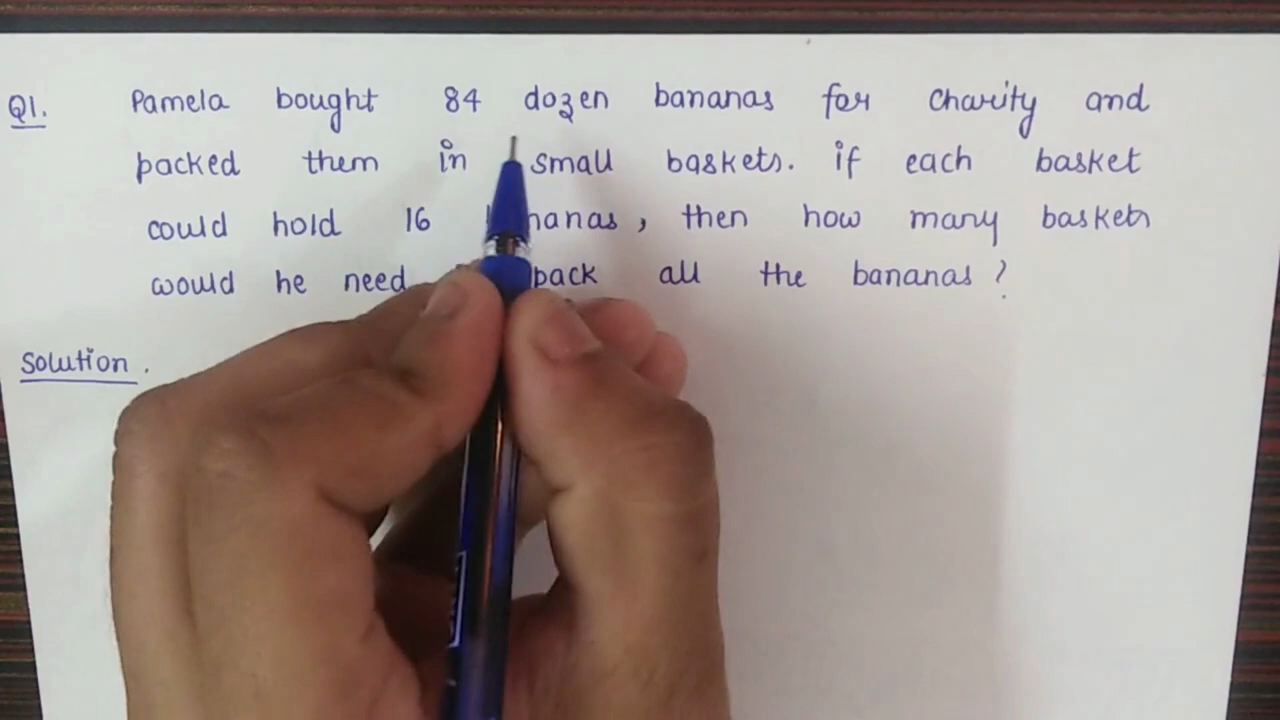 Q1. Pamela bought 84 dozen bananas for charity and
packed them in small baskets. if each basket
could hold 16 , then how many baskets
would he need pack all the bananas ?
Solution .